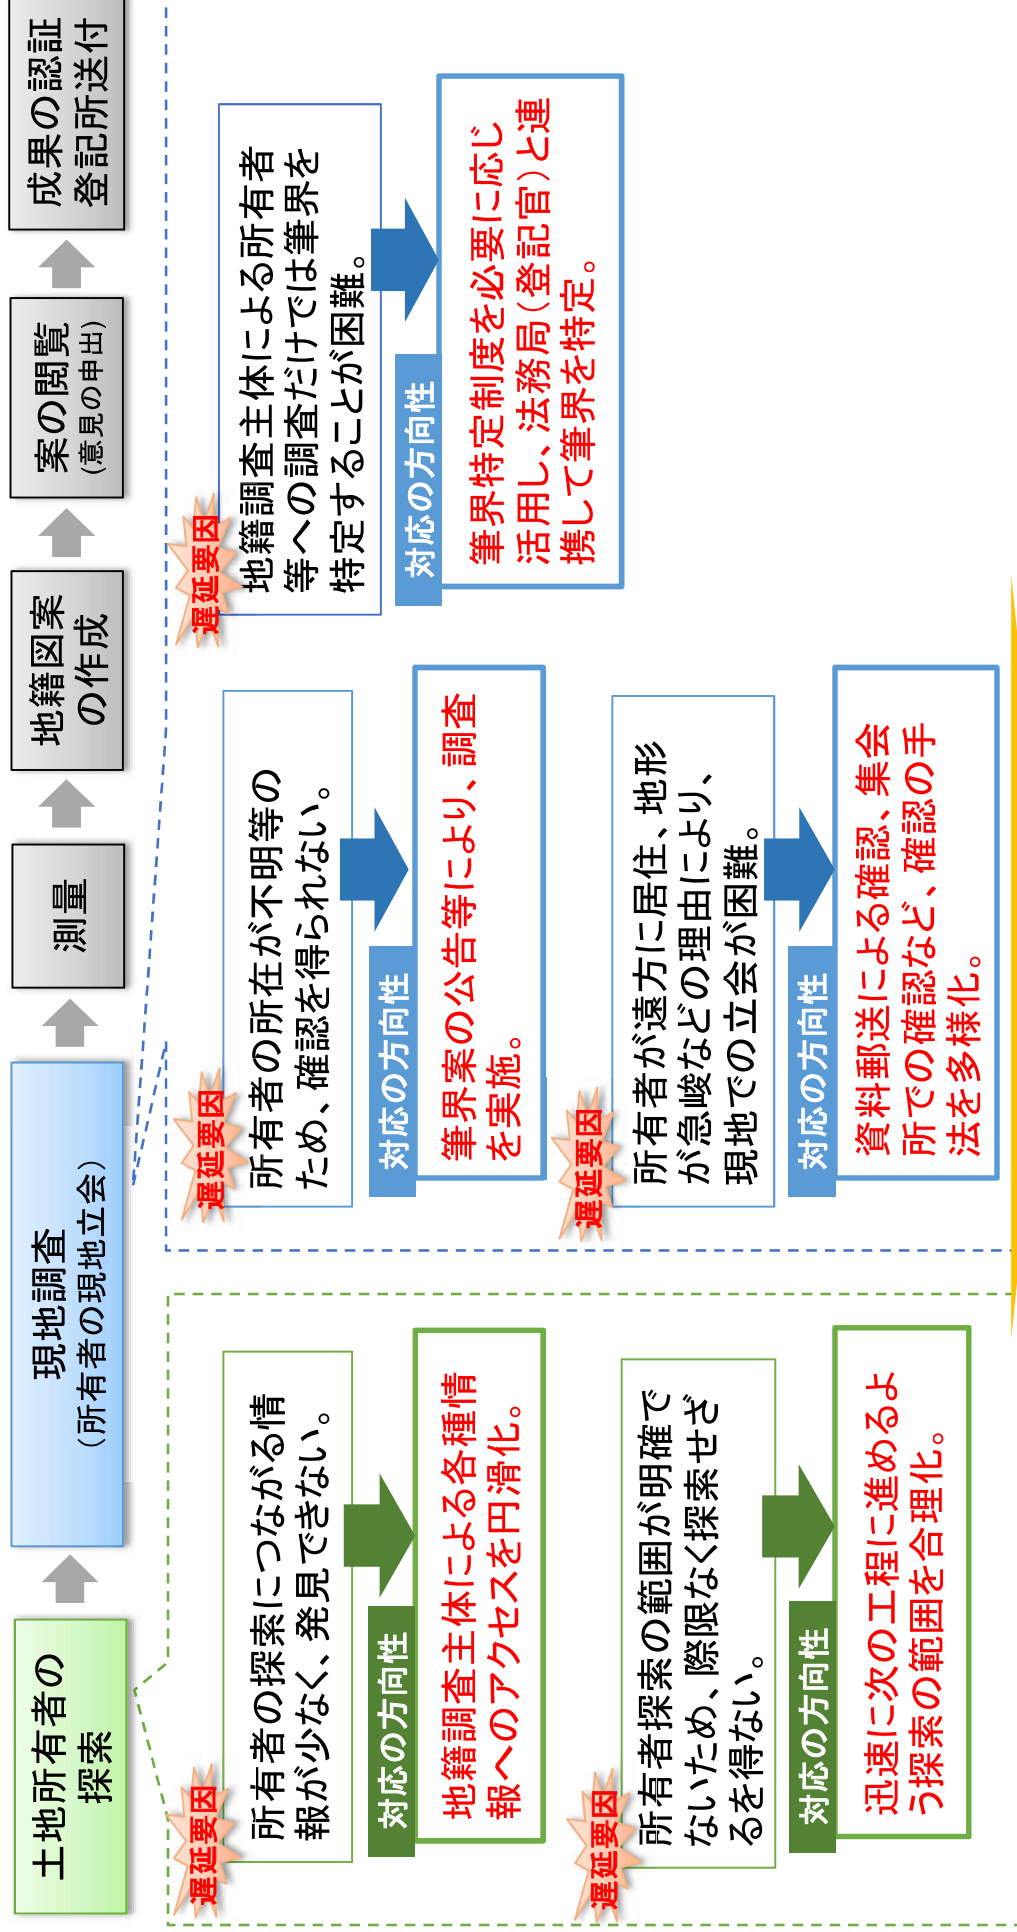 土地所有者の
探索
現地調査
（所有者の現地立会）
測量
地籍図案
の作成
案の閲覧
(意見の申出)
成果の認証
登記所送付
遅延要因
所有者の探索につながる情
報が少なく、発見できない。
対応の方向性
地籍調査主体による各種情
報へのアクセスを円滑化。
遅延要因
所有者探索の範囲が明確で
ないため、際限なく探索せざ
るを得ない。
対応の方向性
迅速に次の工程に進めるよ
う探索の範囲を合理化。
遅延要因
所有者の所在が不明等の
ため、確認を得られない。
対応の方向性
筆界案の公告等により、調査
を実施。
遅延要因
所有者が遠方に居住、地形
が急峻などの理由により、
現地での立会が困難。
対応の方向性
資料郵送による確認、集会
所での確認など、確認の手
法を多様化。
遅延要因
地籍調査主体による所有者
等への調査だけでは筆界を
特定することが困難。
対応の方向性
筆界特定制度を必要に応じ
活用し、法務局（登記官）と連
携して筆界を特定。